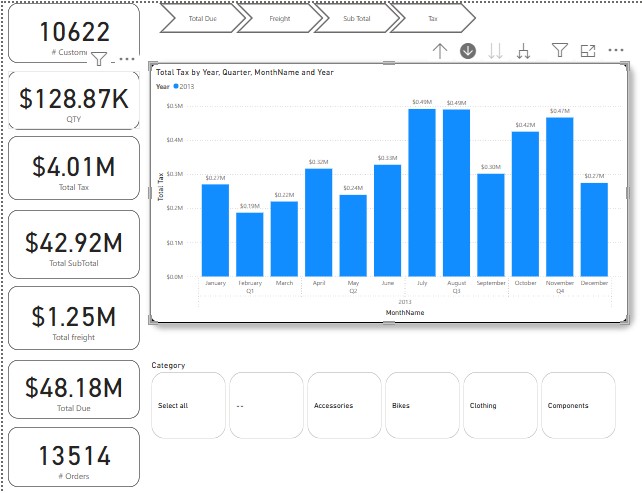 10622
# Custom
$128.87K
QTY
$4.01M
Total Tax
$42.92M
Total SubTotal
$1.25M
Total freight
$48.18M
Total Due
13514
# Orders
Total Due
Freight
Sub Total
Tax
Total Tax by Year, Quarter, MonthName and Year
Year 2013
Total Tax
$0.5M
$0.4M
$0.3M
$0.2M
$0.1M
$0.0M
$0.27M
$0.19M
$0.22M
$0.32M
$0.24M
$0.33M
$0.49M
$0.49M
$0.30M
$0.42M
$0.47M
$0.27M
January February March April May June July August September October November December
Q1 Q2 Q3 Q4
2013
MonthName
Category
Select all
--
Accessories
Bikes
Clothing
Components